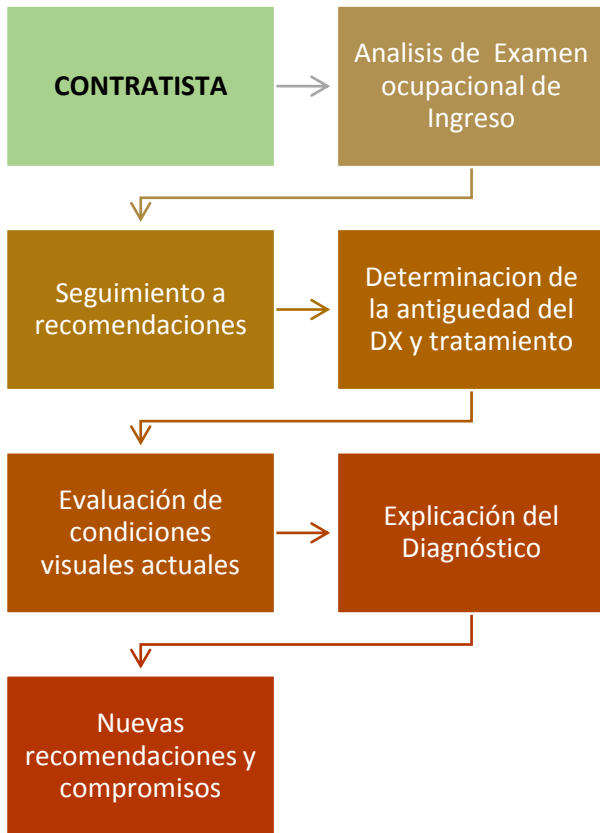 CONTRATISTA
Analisis de Examen
ocupacional de
Ingreso
Seguimiento a
recomendaciones
Determinacion de
la antiguedad del
DX y tratamiento
Evaluación de
condiciones
visuales actuales
Explicación del
Diagnóstico
Nuevas
recomendaciones y
compromisos